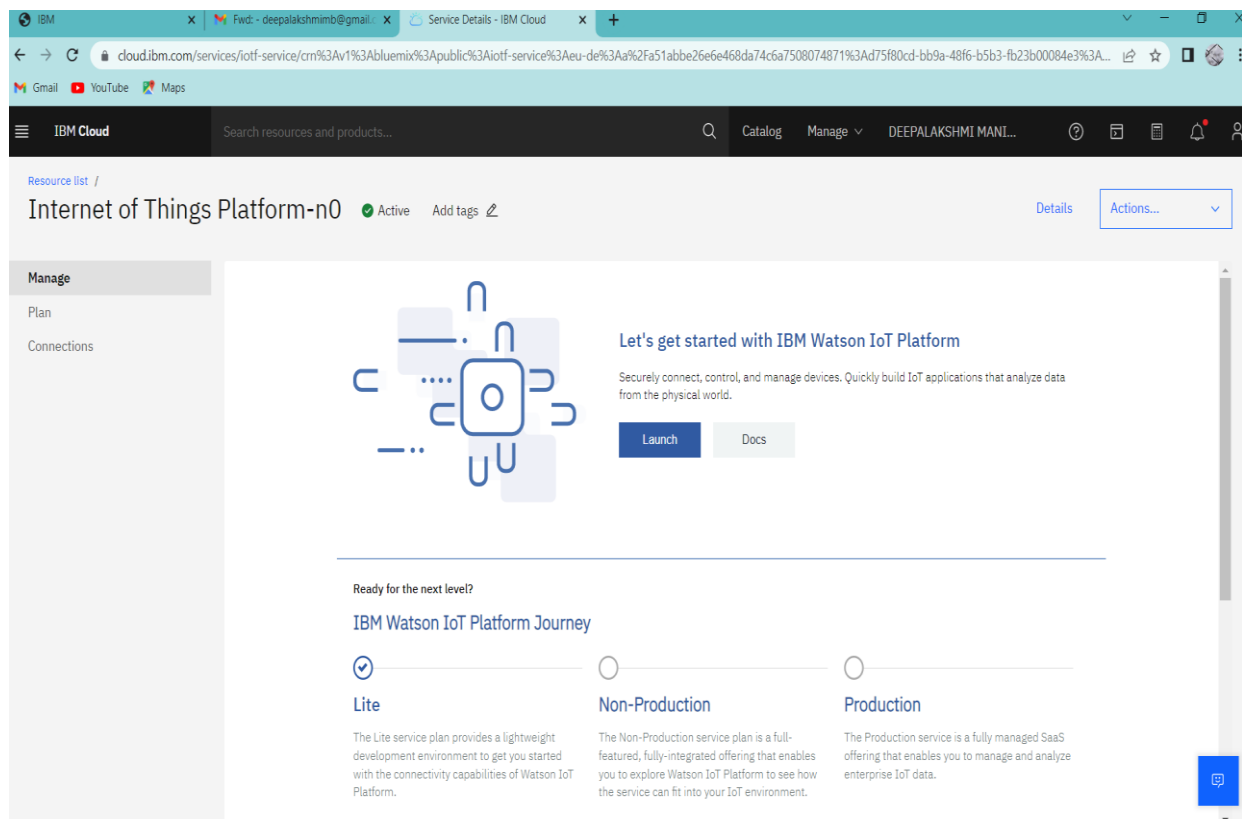 IBM
Fwd: - deepalakshmimb@gmail.c
Service Details - IBM Cloud
cloud.ibm.com/services/iotf-service/crn%3Av1%3Abluemix%3Apublic%3Aiotf-service%3Aeu-de%3Aa%2Fa51abbe26e6e468da74c6a7508074871%3Ad75f80cd-bb9a-48f6-b5b3-fb23b00084e3%3A...
Gmail YouTube Maps
IBM Cloud Search resources and products... Catalog Manage DEEPALAKSHMI MANI...
Resource list /
Internet of Things Platform-n0 Active Add tags Details Actions...
Manage
Plan
Connections
Let's get started with IBM Watson IoT Platform
Securely connect, control, and manage devices. Quickly build IoT applications that analyze data
from the physical world.
Launch Docs
Ready for the next level?
IBM Watson IoT Platform Journey
Lite
The Lite service plan provides a lightweight
development environment to get you started
with the connectivity capabilities of Watson IoT
Platform.
Non-Production
The Non-Production service plan is a full-
featured, fully-integrated offering that enables
you to explore Watson IoT Platform to see how
the service can fit into your IoT environment.
Production
The Production service is a fully managed SaaS
offering that enables you to manage and analyze
enterprise IoT data.